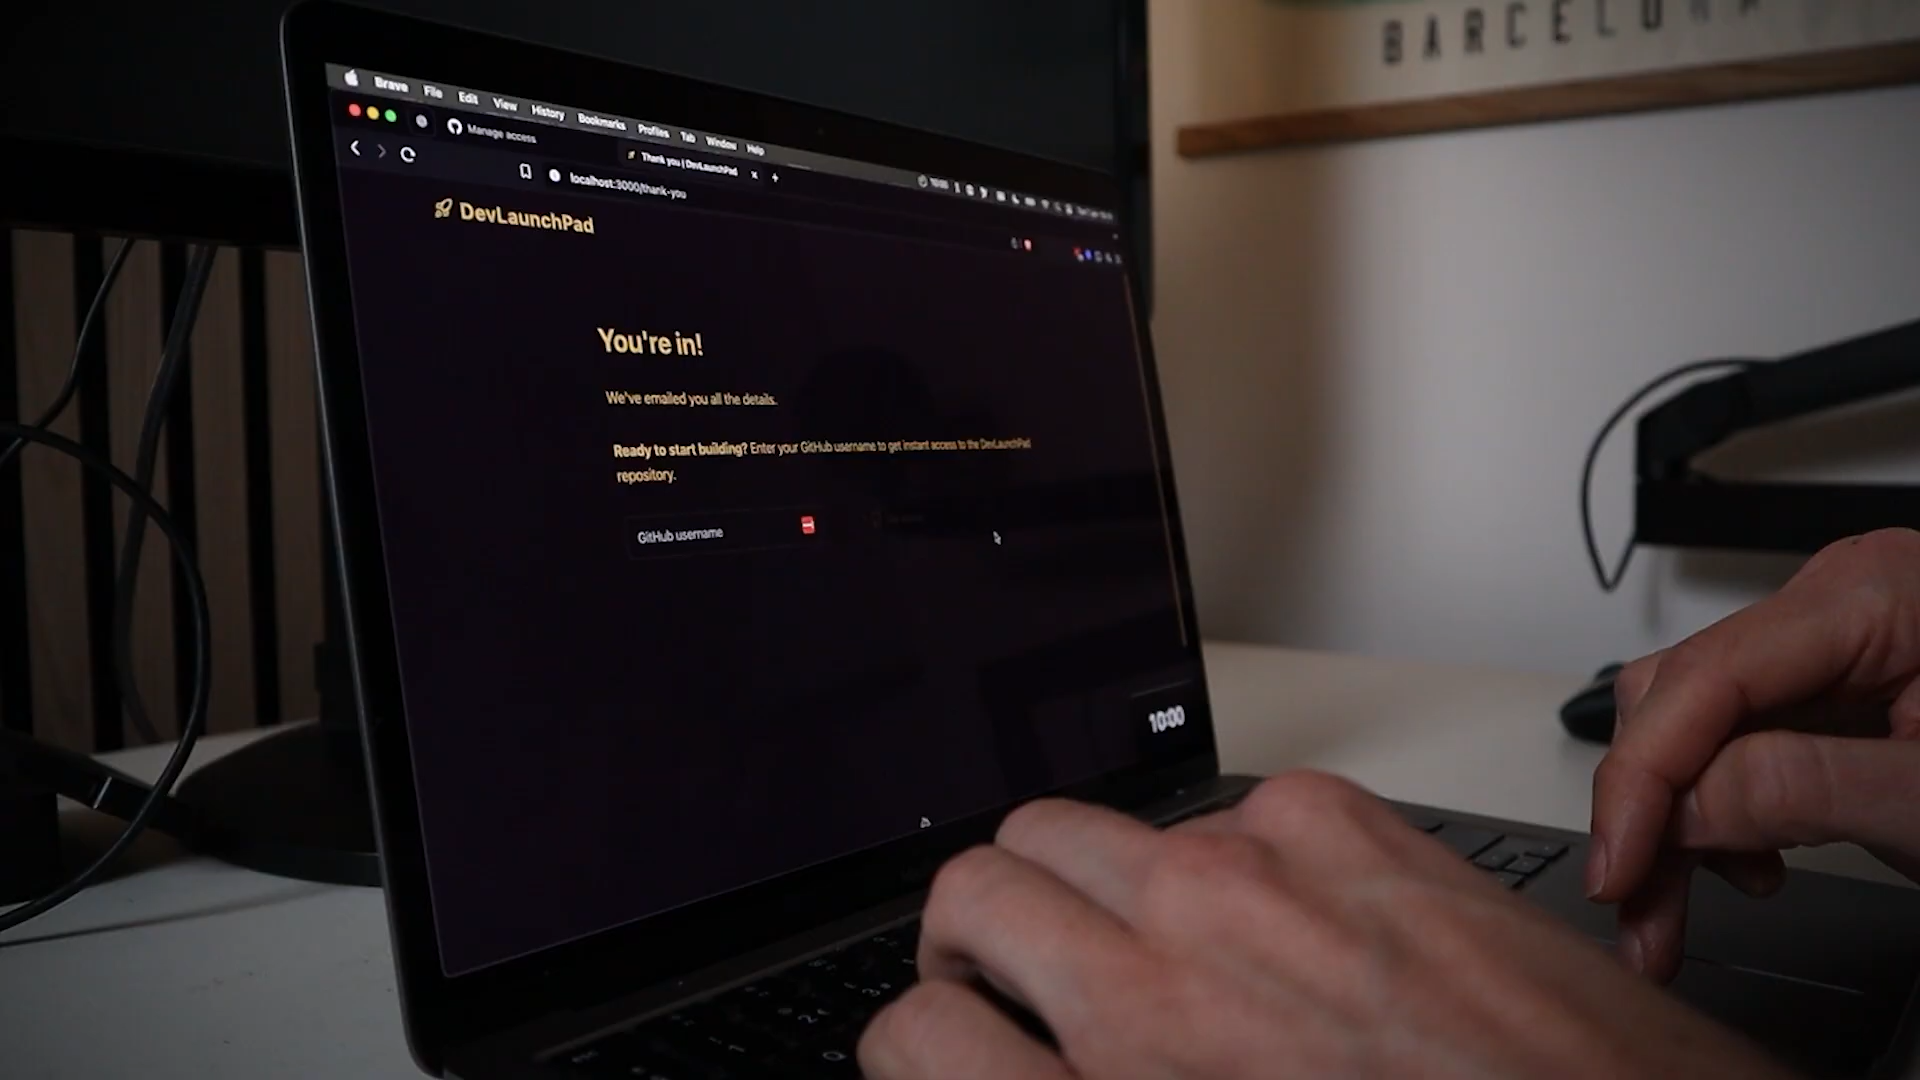 BARCELONA
Brave File Edit View History Bookmarks Profiles Tab Window Help
Manage access
Thank you | DevLaunchPad
localhost:3000/thank-you
DevLaunchPad
You're in!
We've emailed you all the details.
Ready to start building? Enter your GitHub username to get instant access to the DevLaunchPad
repository.
GitHub username
10:00